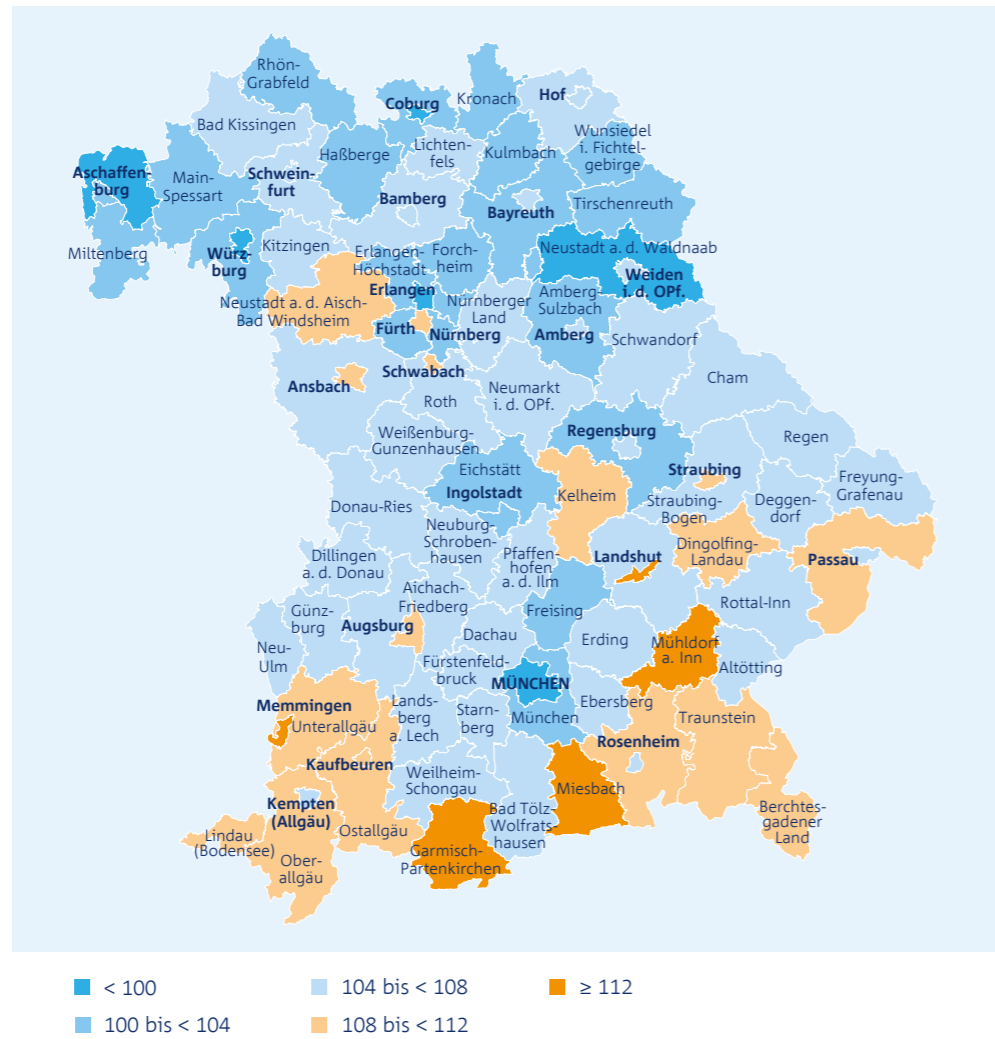 Rhön-
Grabfeld
Coburg
Kronach
Hof
Bad Kissingen
Lichten-
fels
Kulmbach
Wunsiedel
i. Fichtel-
gebirge
Haßberge
Aschaffen-
burg
Main-
Spessart
Schwein-
furt
Bamberg
Bayreuth
Tirschenreuth
Miltenberg
Würz-
burg
Kitzingen
Erlangen-
Höchstadt
Forch-
heim
Neustadt a. d. Waldnaab
Weiden
i. d. OPf.
Erlangen
Neustadt a. d. Aisch-
Bad Windsheim
Nürnberger
Land
Amberg-
Sulzbach
Fürth
Nürnberg
Amberg
Schwandorf
Ansbach
Schwabach
Roth
Neumarkt
i. d. OPf.
Cham
Weißenburg-
Gunzenhausen
Regensburg
Regen
Eichstätt
Ingolstadt
Kelheim
Straubing
Freyung-
Grafenau
Donau-Ries
Straubing-
Bogen
Deggen-
dorf
Neuburg-
Schroben-
hausen
Dingolfing-
Landau
Passau
Dillingen
a. d. Donau
Pfaffen-
hofen
a. d. Ilm
Landshut
Aichach-
Friedberg
Freising
Rottal-Inn
Günz-
burg
Augsburg
Dachau
Erding
Mühldorf
a. Inn
Altötting
Neu-
Ulm
Fürstenfeld-
bruck
MÜNCHEN
Ebersberg
Memmingen
Unterallgäu
Lands-
berg
a. Lech
Starn-
berg
München
Traunstein
Rosenheim
Kaufbeuren
Weilheim-
Schongau
Miesbach
Kempten
(Allgäu)
Bad Tölz-
Wolfrats-
hausen
Berchtes-
gadener
Land
Lindau
(Bodensee)
Ostallgäu
Ober-
allgäu
Garmisch-
Partenkirchen
< 100
104 bis < 108
≥ 112
100 bis < 104
108 bis < 112